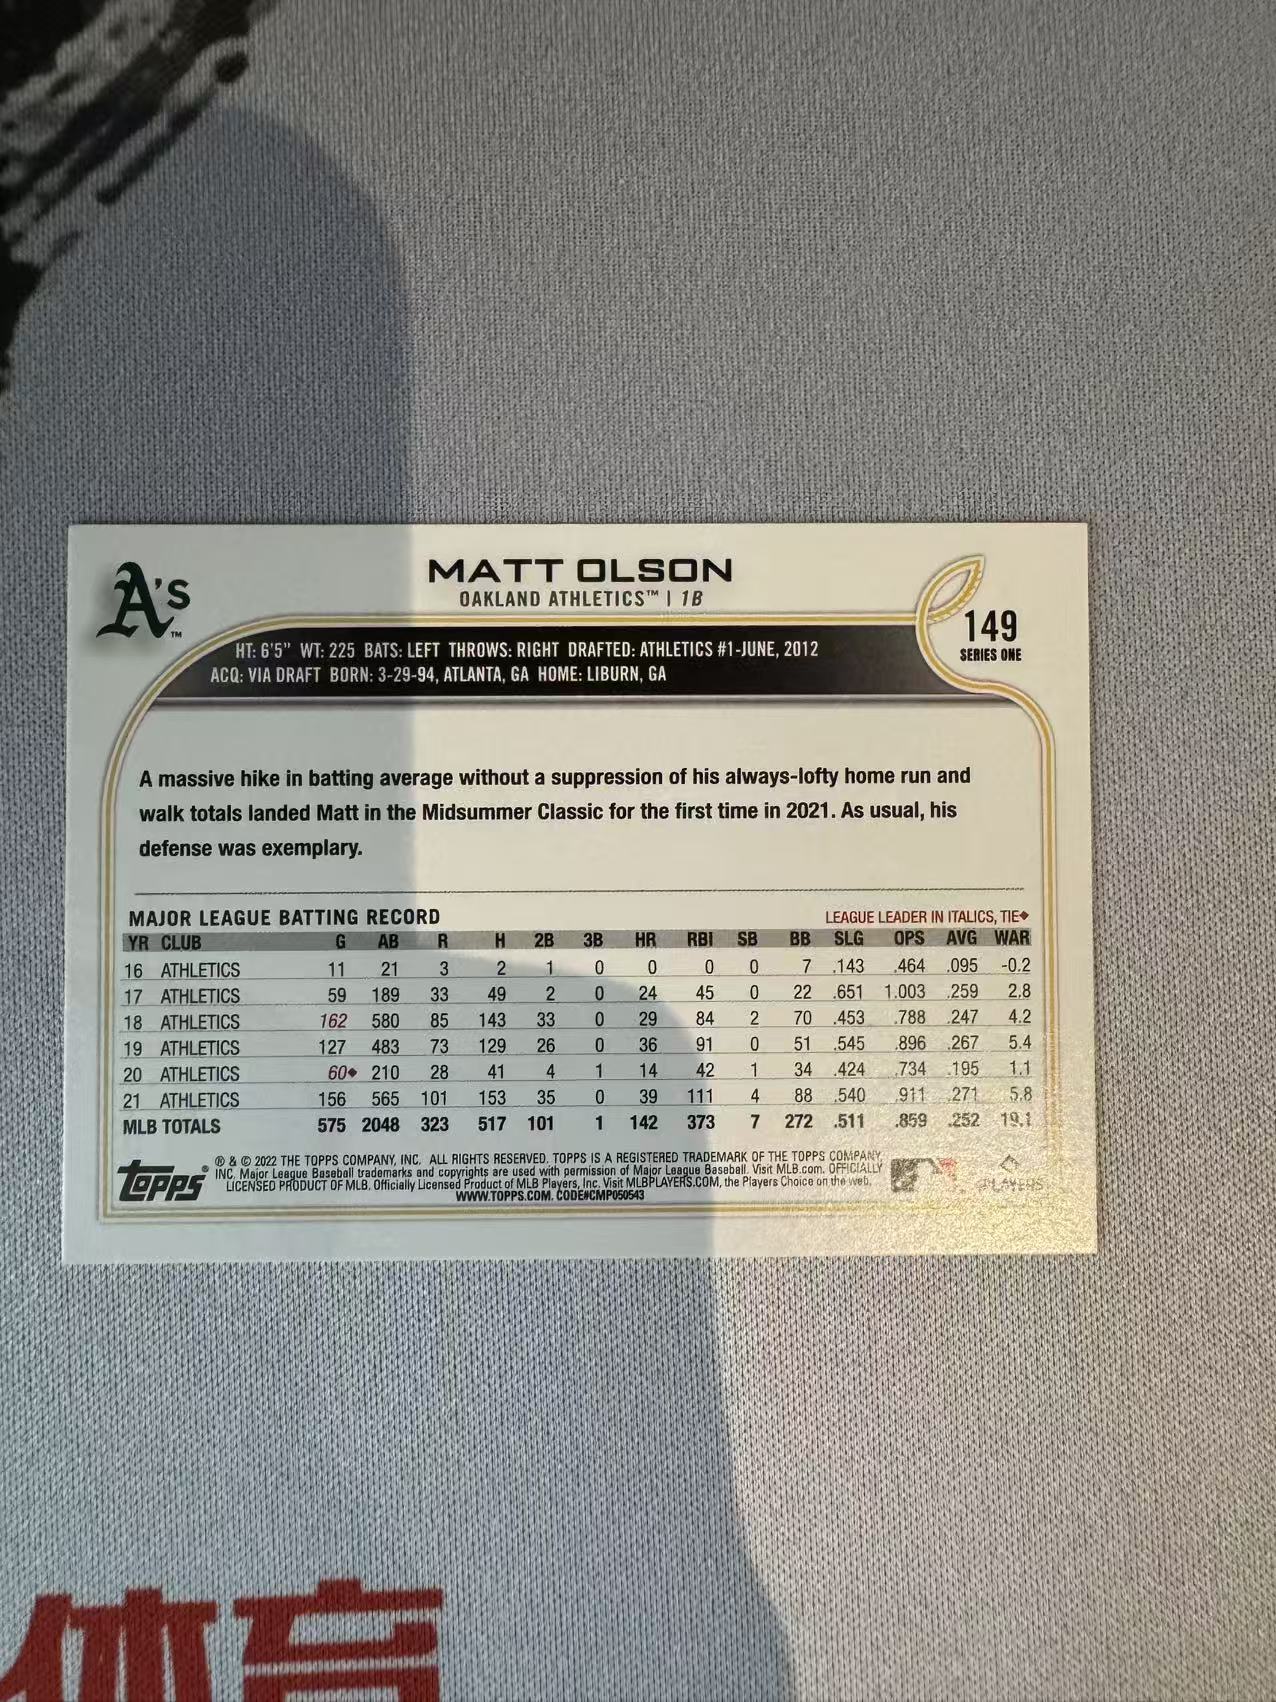 A's™
MATT OLSON
OAKLAND ATHLETICS™ | 1B
149
SERIES ONE
HT: 6'5" WT: 225 BATS: LEFT THROWS: RIGHT DRAFTED: ATHLETICS #1-JUNE, 2012
ACQ: VIA DRAFT BORN: 3-29-94, ATLANTA, GA HOME: LIBURN, GA
A massive hike in batting average without a suppression of his always-lofty home run and
walk totals landed Matt in the Midsummer Classic for the first time in 2021. As usual, his
defense was exemplary.
MAJOR LEAGUE BATTING RECORD LEAGUE LEADER IN ITALICS, TIE◆
YR CLUB G AB R H 2B 3B HR RBI SB BB SLG OPS AVG WAR
16 ATHLETICS 11 21 3 2 1 0 0 0 0 7 .143 .464 .095 -0.2
17 ATHLETICS 59 189 33 49 2 0 24 45 0 22 .651 1.003 .259 2.8
18 ATHLETICS 162 580 85 143 33 0 29 84 2 70 .453 .788 .247 4.2
19 ATHLETICS 127 483 73 129 26 0 36 91 0 51 .545 .896 .267 5.4
20 ATHLETICS 60◆ 210 28 41 4 1 14 42 1 34 .424 .734 .195 1.1
21 ATHLETICS 156 565 101 153 35 0 39 111 4 88 .540 .911 .271 5.8
MLB TOTALS 575 2048 323 517 101 1 142 373 7 272 .511 .859 .252 19.1
Topps®
® & © 2022 THE TOPPS COMPANY, INC. ALL RIGHTS RESERVED. TOPPS IS A REGISTERED TRADEMARK OF THE TOPPS COMPANY,
INC. Major League Baseball trademarks and copyrights are used with permission of Major League Baseball. Visit MLB.com. OFFICIALLY
LICENSED PRODUCT OF MLB. Officially Licensed Product of MLB Players, Inc. Visit MLBPLAYERS.COM, the Players Choice on the web.
WWW.TOPPS.COM. CODE#CMP050543
PLAYERS
体育